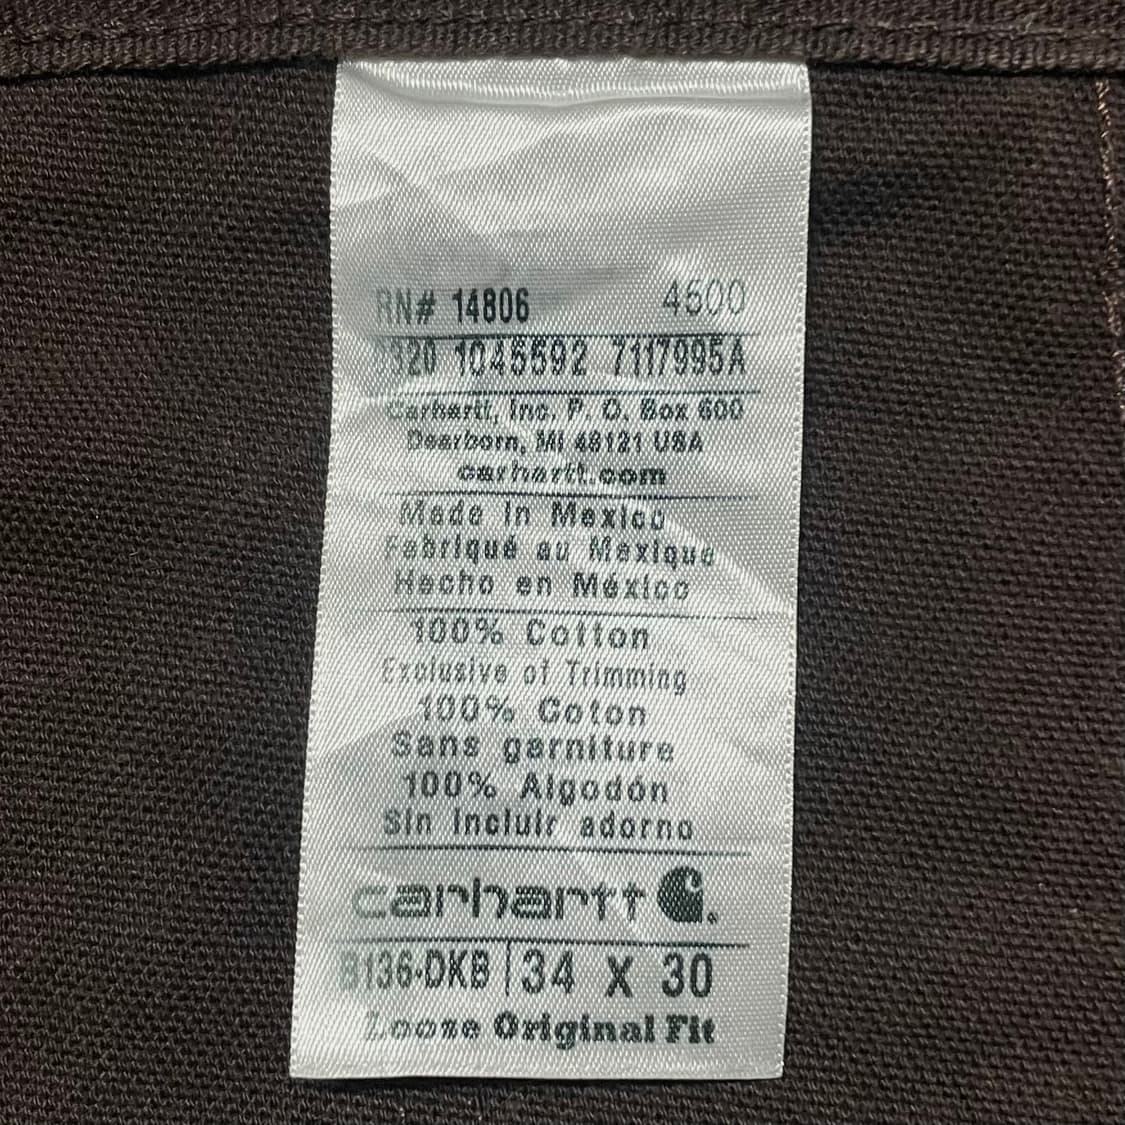 RN# 14806 4600
1045592 7117995A
Carhartt, Inc. P. O. Box 600
Dearborn, MI 48121 USA
carhartt.com
Made in Mexico
Fabriqué au Mexique
Hecho en México
100% Cotton
Exclusive of Trimming
100% Coton
Sans garniture
100% Algodón
Sin incluir adorno
carhartt
B136-DKB | 34 X 30
Loose Original Fit